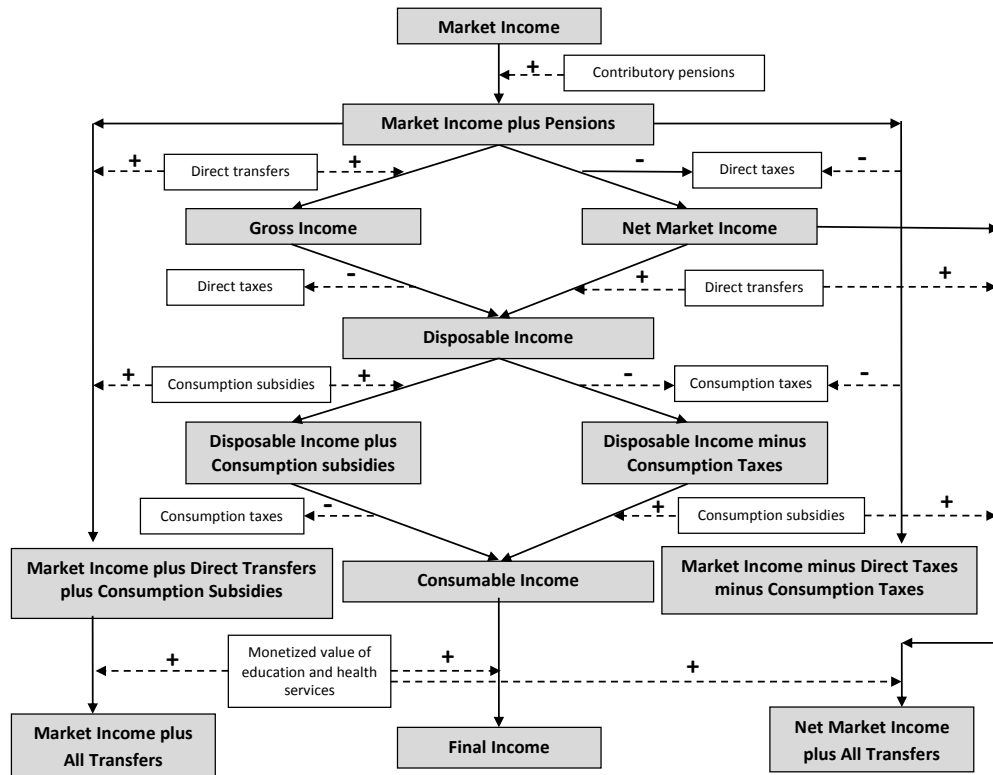 Market Income
+
Contributory pensions
Market Income plus Pensions
+
Direct transfers
+
-
Direct taxes
-
Gross Income
Net Market Income
Direct taxes
-
+
Direct transfers
+
Disposable Income
+
Consumption subsidies
+
-
Consumption taxes
-
Disposable Income plus
Consumption subsidies
Disposable Income minus
Consumption Taxes
Consumption taxes
-
+
Consumption subsidies
+
Market Income plus Direct Transfers
plus Consumption Subsidies
Consumable Income
Market Income minus Direct Taxes
minus Consumption Taxes
+
Monetized value of
education and health
services
+
+
Market Income plus
All Transfers
Final Income
Net Market Income
plus All Transfers